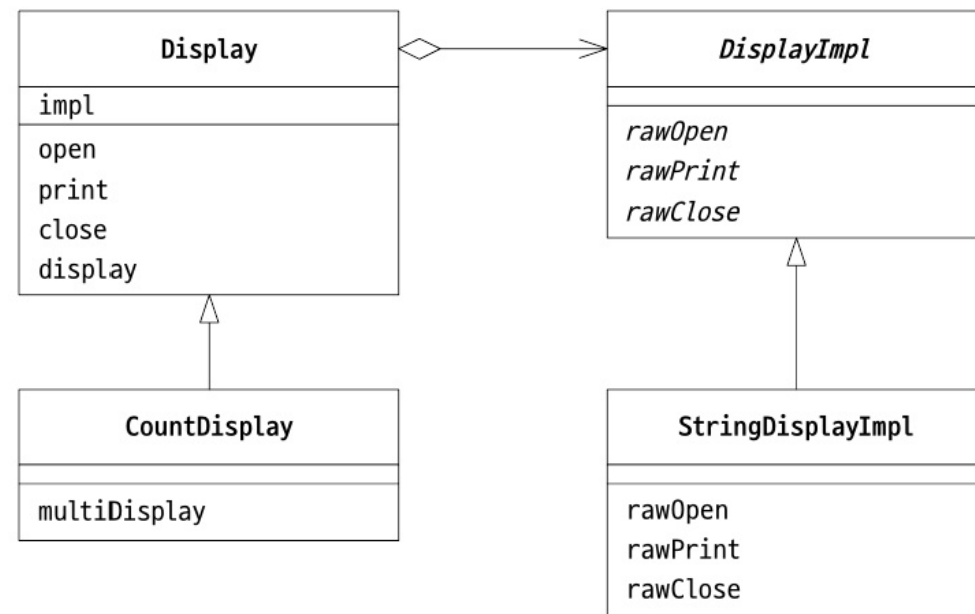 Display
impl
open
print
close
display
DisplayImpl
rawOpen
rawPrint
rawClose
CountDisplay
multiDisplay
StringDisplayImpl
rawOpen
rawPrint
rawClose